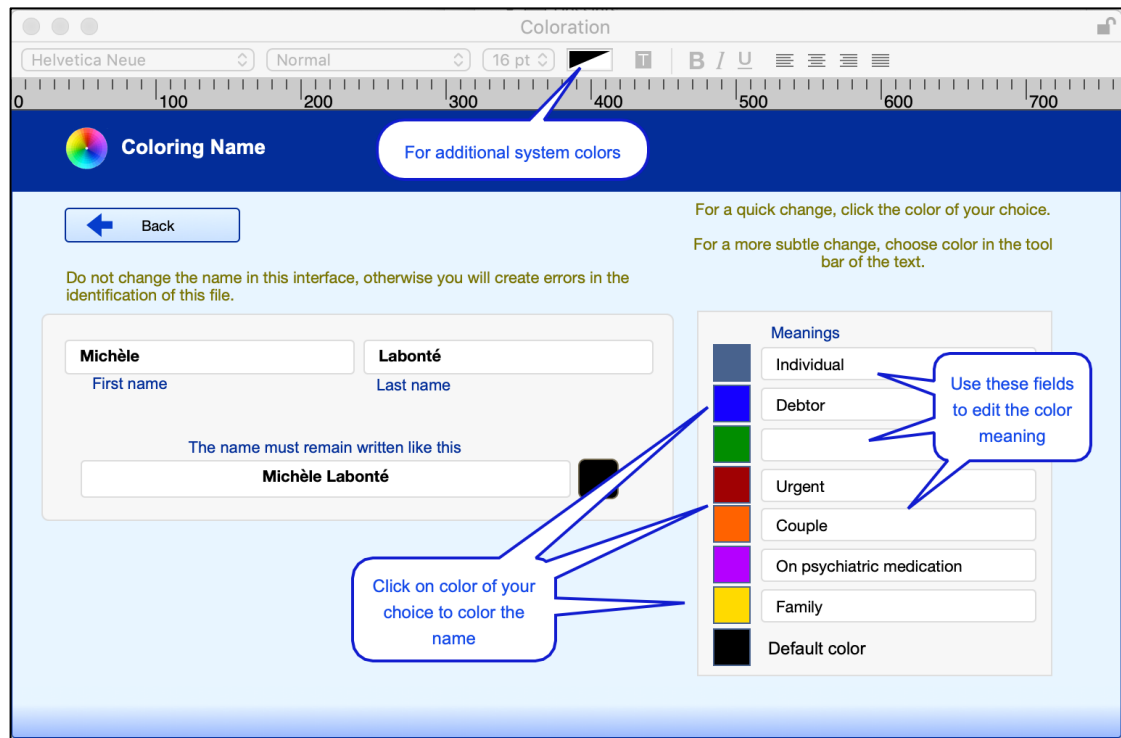 Coloration
Helvetica Neue Normal 16 pt T B I U
0 100 200 300 400 500 600 700
Coloring Name
For additional system colors
Back
For a quick change, click the color of your choice.
For a more subtle change, choose color in the tool
bar of the text.
Do not change the name in this interface, otherwise you will create errors in the
identification of this file.
Michèle Labonté
First name Last name
The name must remain written like this
Michèle Labonté
Meanings
Individual
Debtor
Urgent
Couple
On psychiatric medication
Family
Default color
Use these fields
to edit the color
meaning
Click on color of your
choice to color the
name